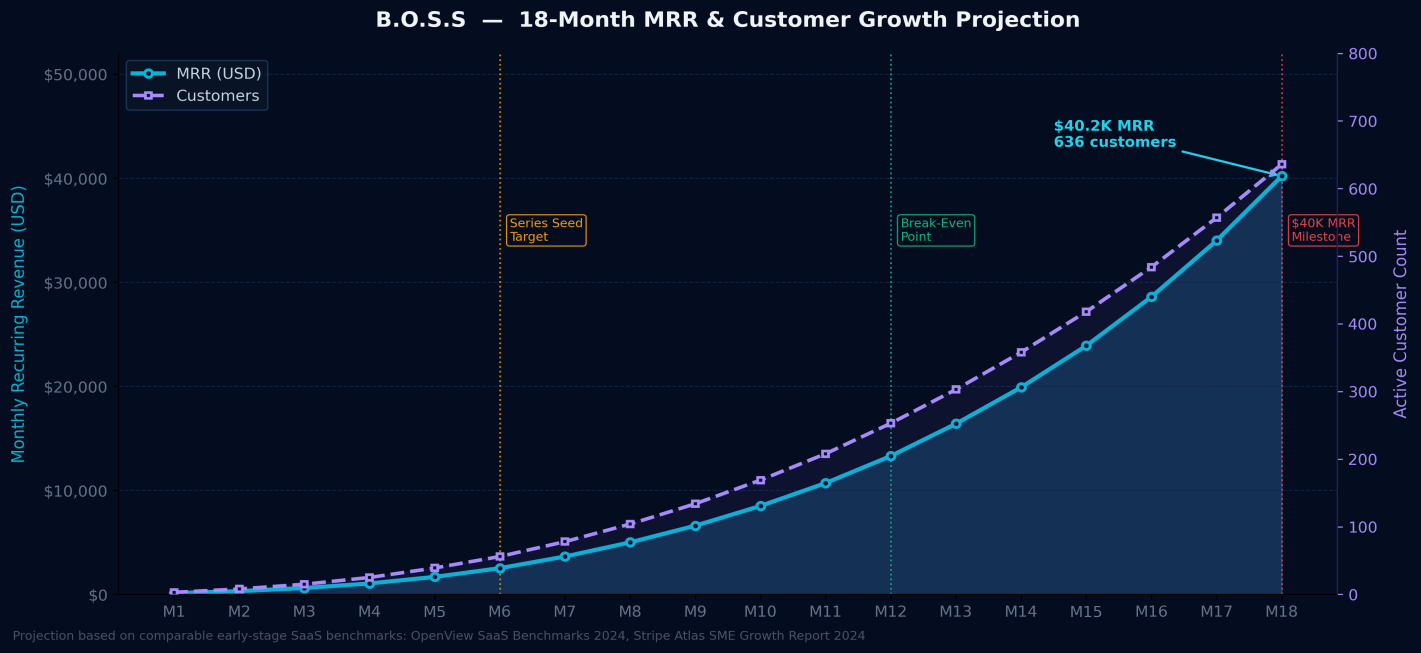 B.O.S.S — 18-Month MRR & Customer Growth Projection
MRR (USD)
Customers
Monthly Recurring Revenue (USD)
$50,000
$40,000
$30,000
$20,000
$10,000
$0
Series Seed
Target
Break-Even
Point
$40.2K MRR
636 customers
$40K MRR
Milestone
800
700
600
500
400
300
200
100
0
Active Customer Count
M1 M2 M3 M4 M5 M6 M7 M8 M9 M10 M11 M12 M13 M14 M15 M16 M17 M18
Projection based on comparable early-stage SaaS benchmarks: OpenView SaaS Benchmarks 2024, Stripe Atlas SME Growth Report 2024